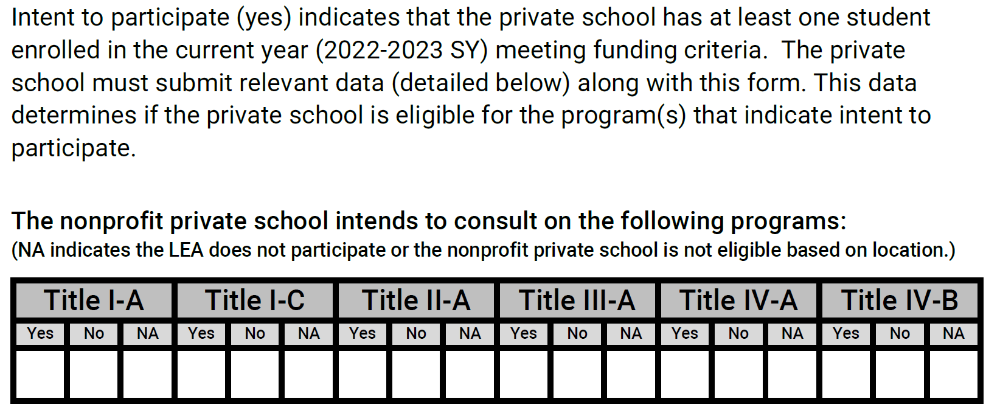 Intent to participate (yes) indicates that the private school has at least one student
enrolled in the current year (2022-2023 SY) meeting funding criteria.  The private
school must submit relevant data (detailed below) along with this form. This data
determines if the private school is eligible for the program(s) that indicate intent to
participate.
The nonprofit private school intends to consult on the following programs:
(NA indicates the LEA does not participate or the nonprofit private school is not eligible based on location.)
Title I-A Title I-C Title II-A Title III-A Title IV-A Title IV-B
Yes No NA Yes No NA Yes No NA Yes No NA Yes No NA Yes No NA